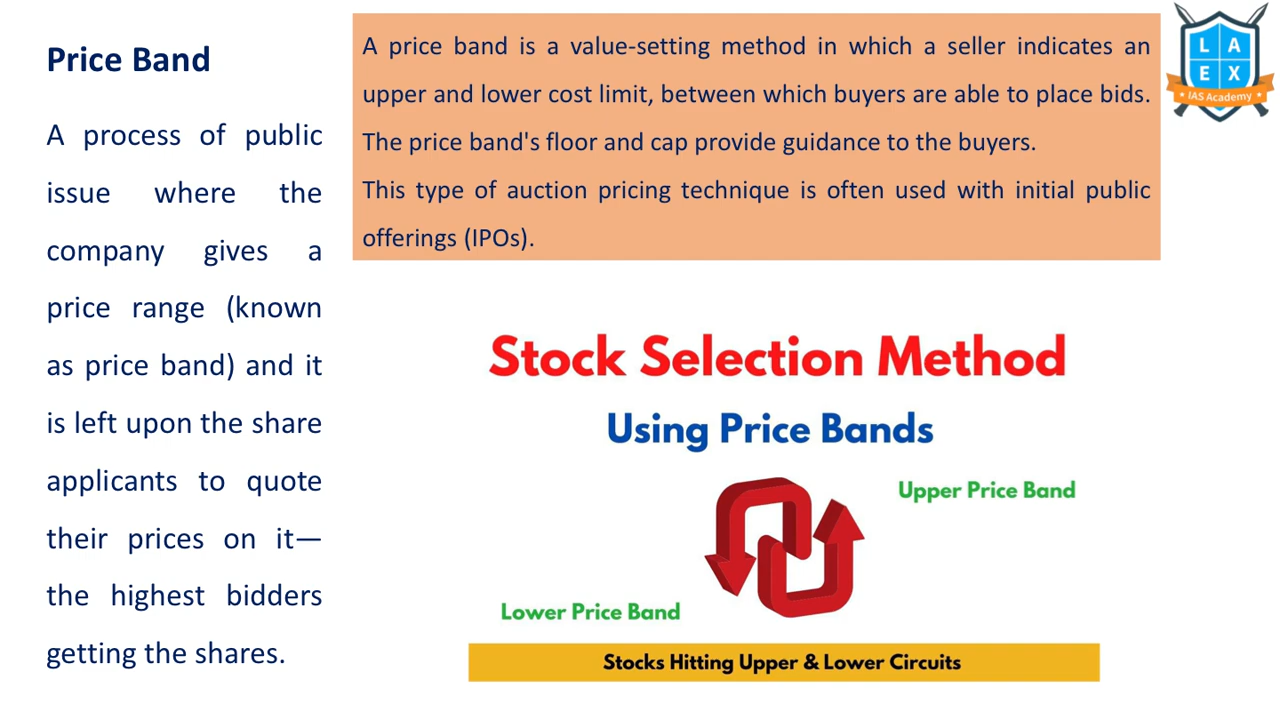 Price Band
A process of public
issue where the
company gives a
price range (known
as price band) and it
is left upon the share
applicants to quote
their prices on it—
the highest bidders
getting the shares.
A price band is a value-setting method in which a seller indicates an
upper and lower cost limit, between which buyers are able to place bids.
The price band's floor and cap provide guidance to the buyers.
This type of auction pricing technique is often used with initial public
offerings (IPOs).
L A
E X
IAS Academy
Stock Selection Method
Using Price Bands
Upper Price Band
Lower Price Band
Stocks Hitting Upper & Lower Circuits